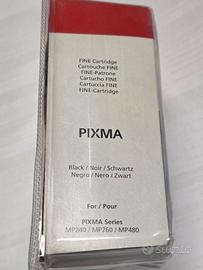 FINE Cartridge
Cartouche FINE
FINE-Patrone
Cartucho FINE
Cartuccia FINE
FINE-Cartridge
PIXMA
Black / Noir / Schwartz
Negro / Nero / Zwart
For / Pour
PIXMA Series
MP240 / MP260 / MP480
subito